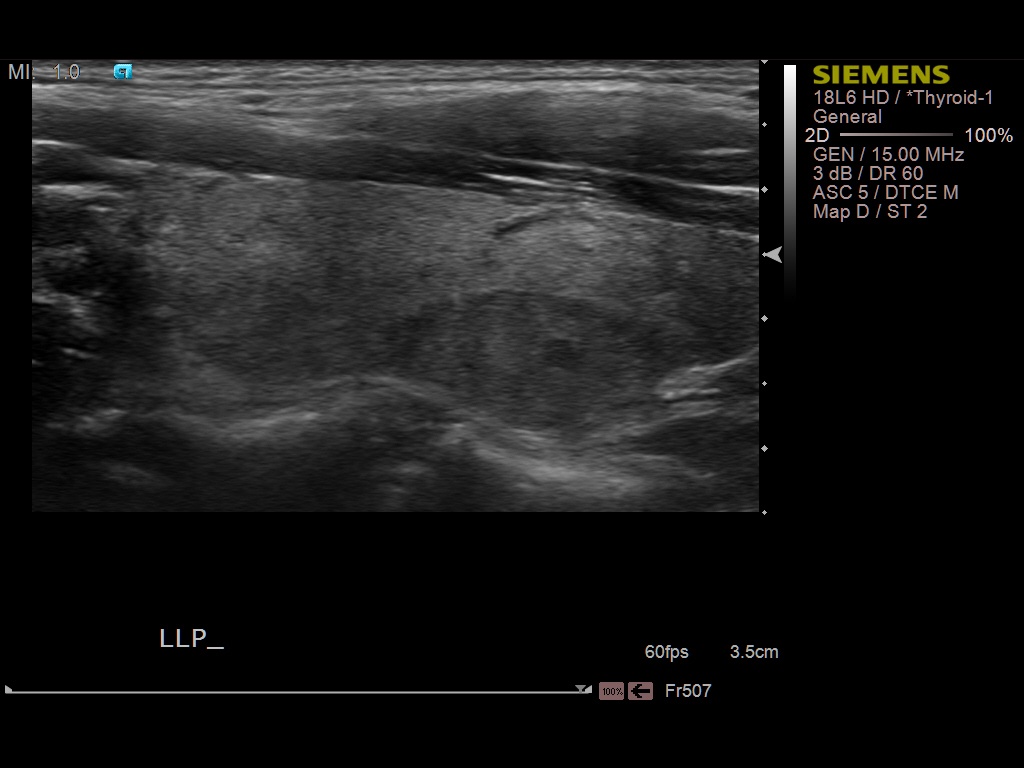 MI: 1.0
SIEMENS
18L6 HD / *Thyroid-1
General
2D 100%
GEN / 15.00 MHz
3 dB / DR 60
ASC 5 / DTCE M
Map D / ST 2
LLP_
60fps 3.5cm
100% Fr507